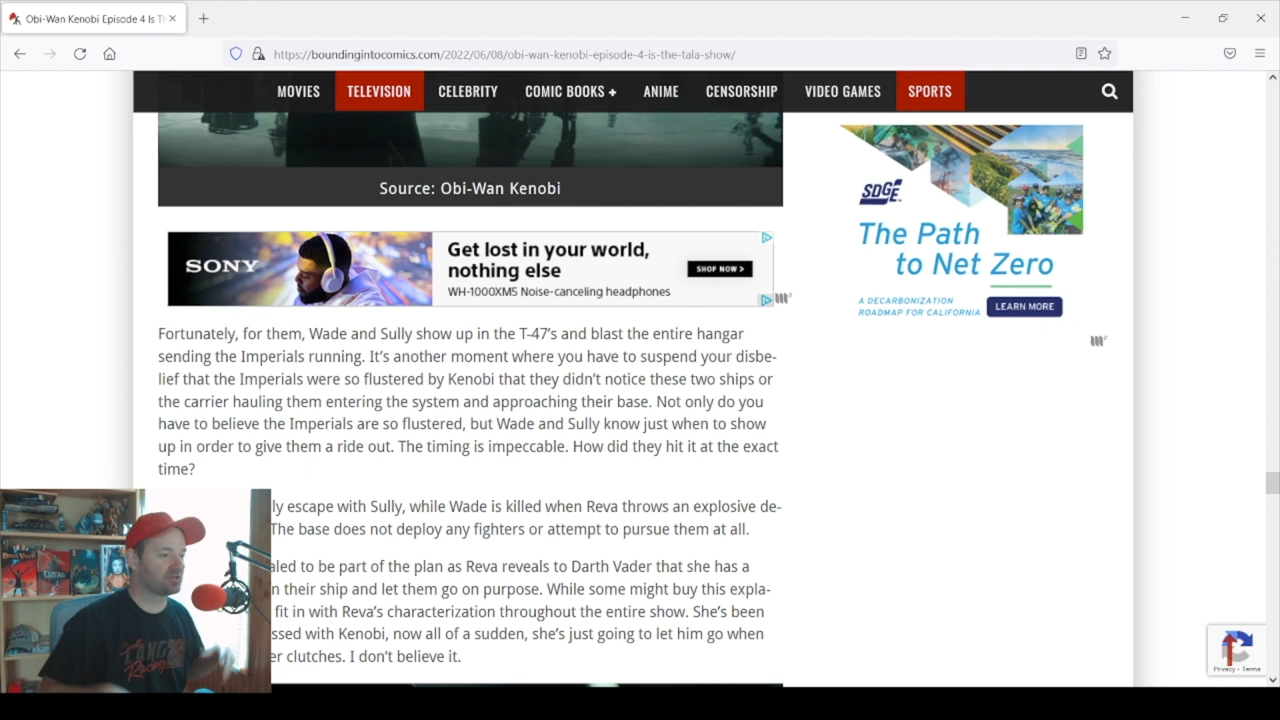 Obi-Wan Kenobi Episode 4 Is Th
https://boundingintocomics.com/2022/06/08/obi-wan-kenobi-episode-4-is-the-tala-show/
MOVIES TELEVISION CELEBRITY COMIC BOOKS + ANIME CENSORSHIP VIDEO GAMES SPORTS
Source: Obi-Wan Kenobi
SONY
Get lost in your world,
nothing else
WH-1000XM5 Noise-canceling headphones
SHOP NOW >
SDGE
The Path
to Net Zero
A DECARBONIZATION
ROADMAP FOR CALIFORNIA
LEARN MORE
Fortunately, for them, Wade and Sully show up in the T-47’s and blast the entire hangar
sending the Imperials running. It’s another moment where you have to suspend your disbe-
lief that the Imperials were so flustered by Kenobi that they didn’t notice these two ships or
the carrier hauling them entering the system and approaching their base. Not only do you
have to believe the Imperials are so flustered, but Wade and Sully know just when to show
up in order to give them a ride out. The timing is impeccable. How did they hit it at the exact
time?
ly escape with Sully, while Wade is killed when Reva throws an explosive de-
The base does not deploy any fighters or attempt to pursue them at all.
aled to be part of the plan as Reva reveals to Darth Vader that she has a
n their ship and let them go on purpose. While some might buy this expla-
fit in with Reva’s characterization throughout the entire show. She’s been
ssed with Kenobi, now all of a sudden, she’s just going to let him go when
er clutches. I don’t believe it.
Privacy - Terms